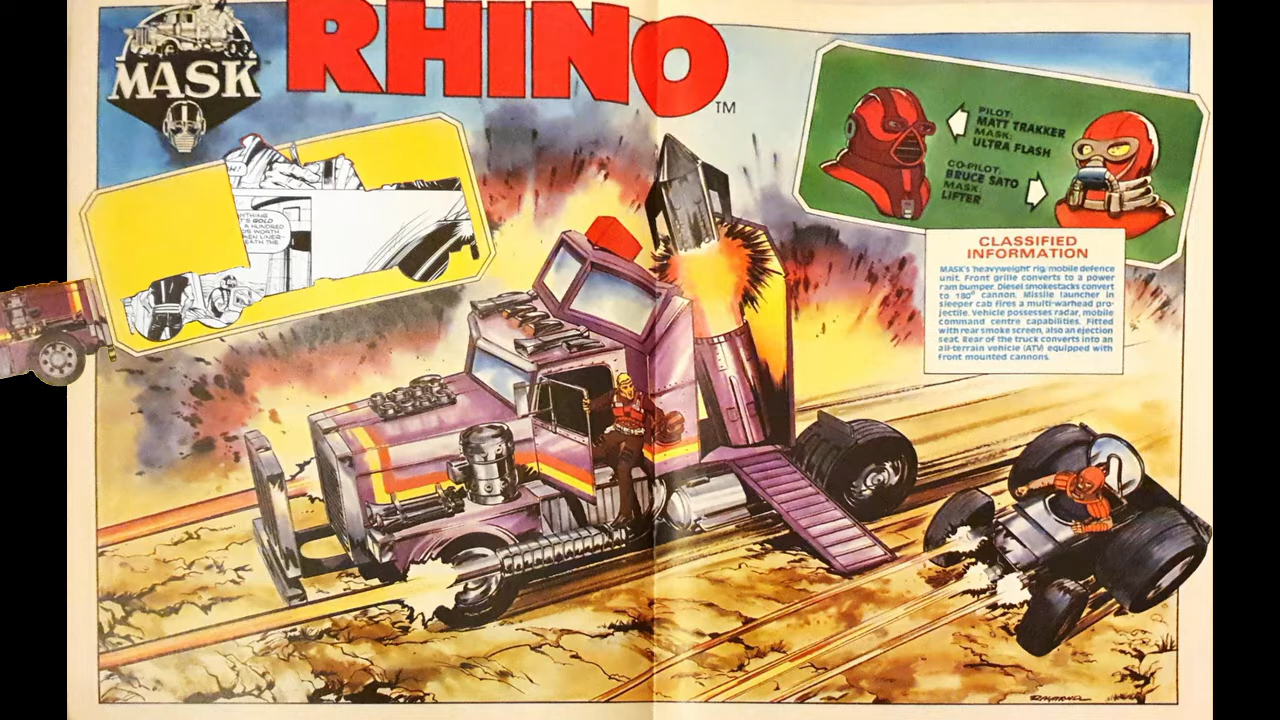 MASK
RHINO
TM
PILOT:
MATT TRAKKER
MASK:
ULTRA FLASH
CO-PILOT:
BRUCE SATO
MASK:
LIFTER
CLASSIFIED
INFORMATION
MASK's 'heavyweight' rig/mobile defence
unit. Front grille converts to a power
ram bumper. Diesel smokestacks convert
to 180° cannon. Missile launcher in
sleeper cab fires a multi-warhead pro-
jectile. Vehicle possesses radar, mobile
command centre capabilities. Fitted
with rear smoke screen, also an ejection
seat. Rear of the truck converts into an
all-terrain vehicle (ATV) equipped with
front mounted cannons.
BOLD
A HUNDRED
WORTH